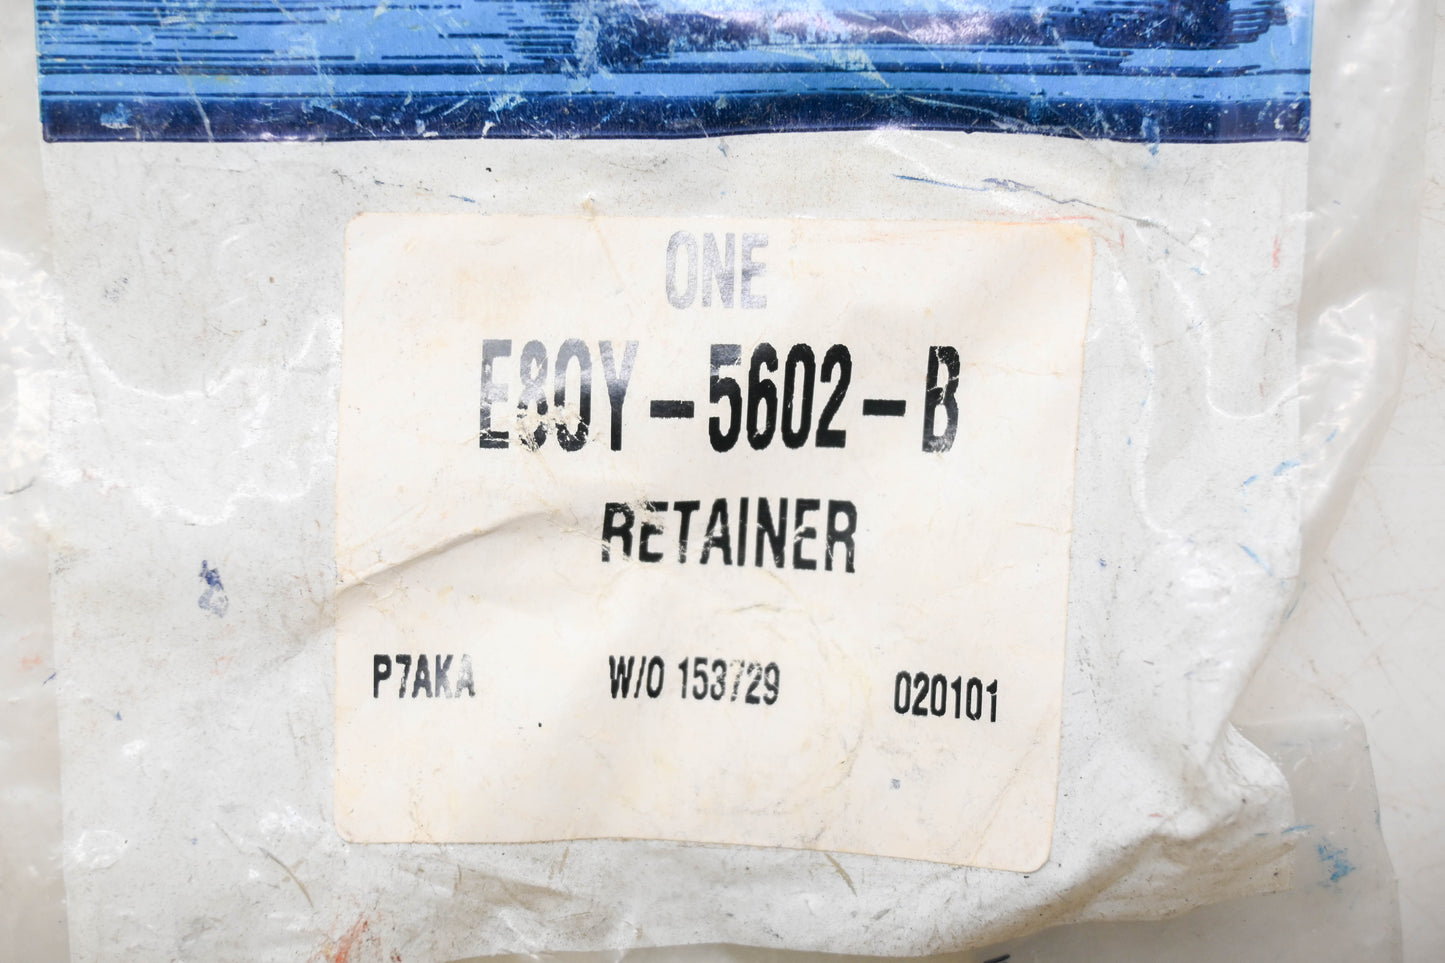 ONE
E80Y-5602-B
RETAINER
P7AKA W/O 153729 020101